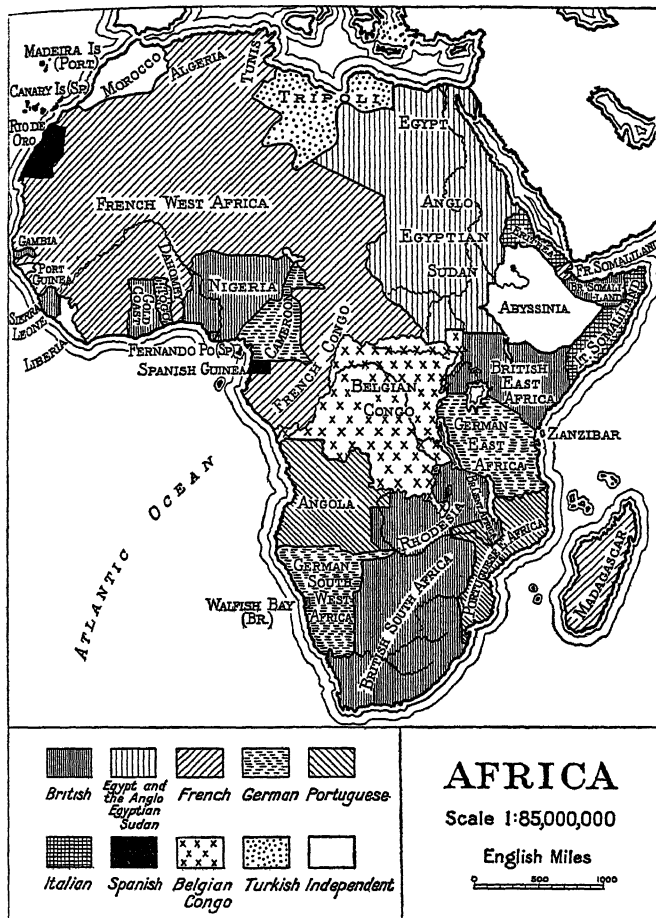 MADEIRA IS
(PORT.)
CANARY IS (SP.)
RIO DE
ORO
MOROCCO
ALGERIA
TUNIS
TRIPOLI
EGYPT
FRENCH WEST AFRICA
ANGLO
EGYPTIAN
SUDAN
GAMBIA
PORT
GUINEA
SIERRA
LEONE
LIBERIA
GOLD
COAST
TOGO
DAHOMEY
NIGERIA
CAMEROONS
FERNANDO PO (SP.)
SPANISH GUINEA
FRENCH CONGO
BELGIAN
CONGO
ABYSSINIA
FR. SOMALILAND
BR. SOMALI
LAND
IT. SOMALILAND
BRITISH
EAST
AFRICA
GERMAN
EAST
AFRICA
ZANZIBAR
ATLANTIC OCEAN
ANGOLA
RHODESIA
PORTUGUESE E. AFRICA
MADAGASCAR
GERMAN
SOUTH
WEST
AFRICA
WALFISH BAY
(BR.)
BRITISH SOUTH AFRICA
British
Egypt and
the Anglo
Egyptian
Sudan
French
German
Portuguese
Italian
Spanish
Belgian
Congo
Turkish
Independent
AFRICA
Scale 1:85,000,000
English Miles
0 500 1000